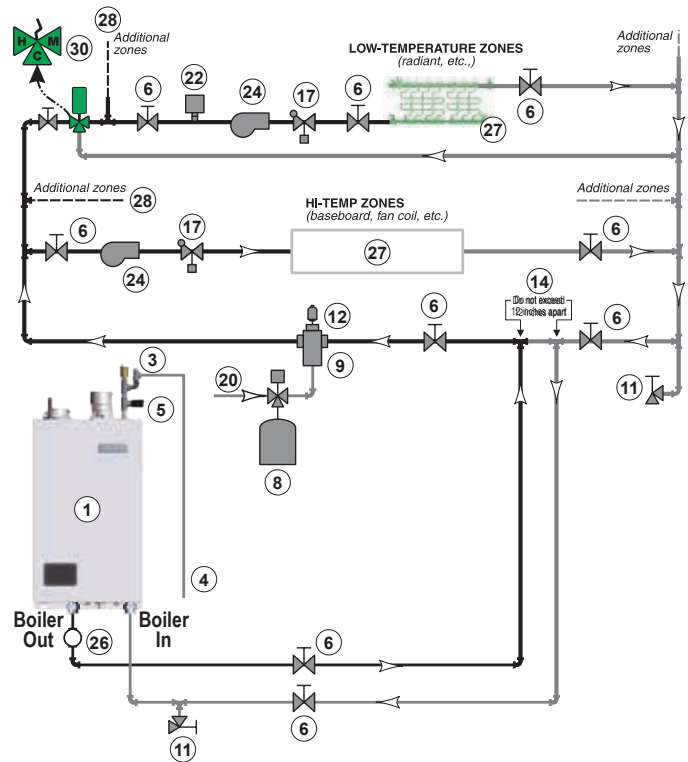 28
Additional
zones
H M
C
30
6
22
24
17
6
LOW-TEMPERATURE ZONES
(radiant, etc.,)
27
6
Additional
zones
Additional zones
28
6
24
17
HI-TEMP ZONES
(baseboard, fan coil, etc.)
27
Additional zones
6
14
Do not exceed
12 inches apart
6
6
12
9
20
8
11
3
5
1
4
Boiler
Out
26
Boiler
In
6
6
11